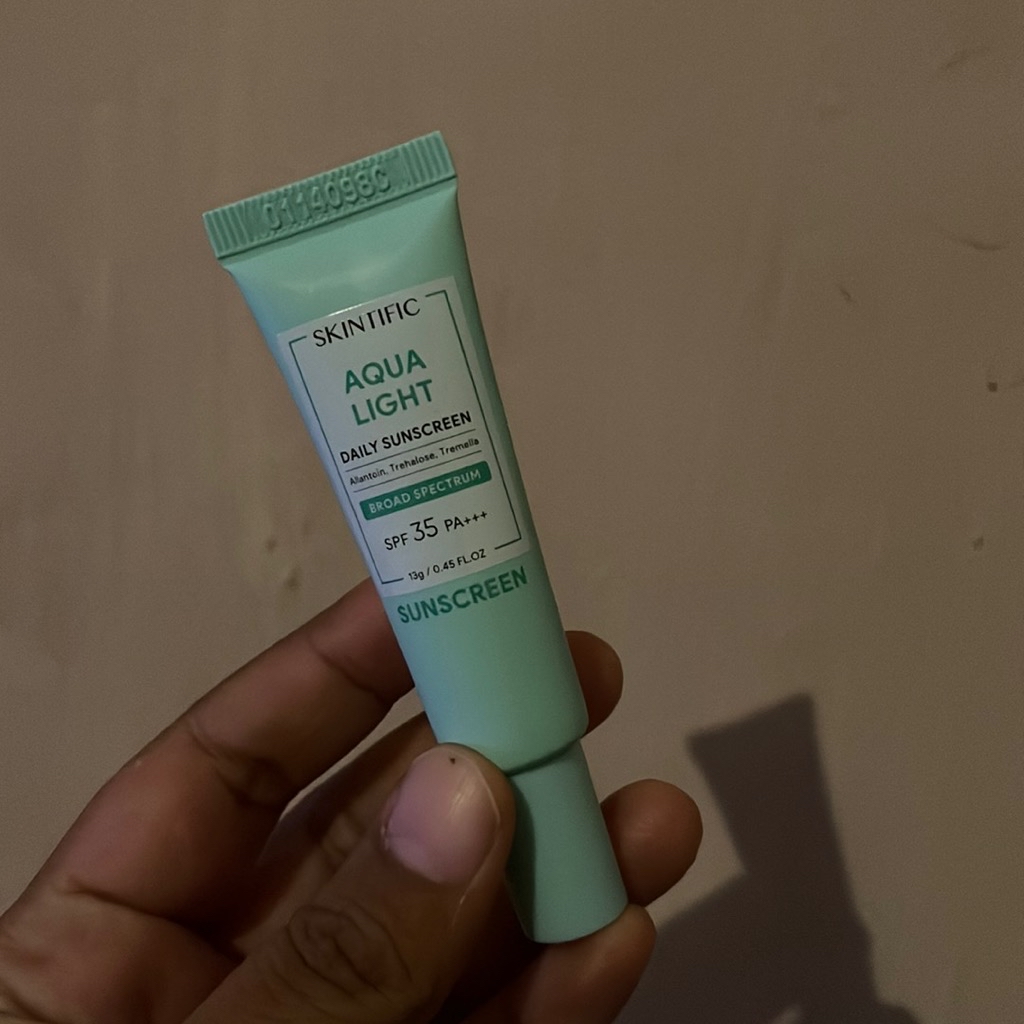 0114098C
SKINTIFIC
AQUA
LIGHT
DAILY SUNSCREEN
Allantoin, Trehalose, Tremella
BROAD SPECTRUM
SPF 35 PA+++
13g / 0.45 FL.OZ
SUNSCREEN